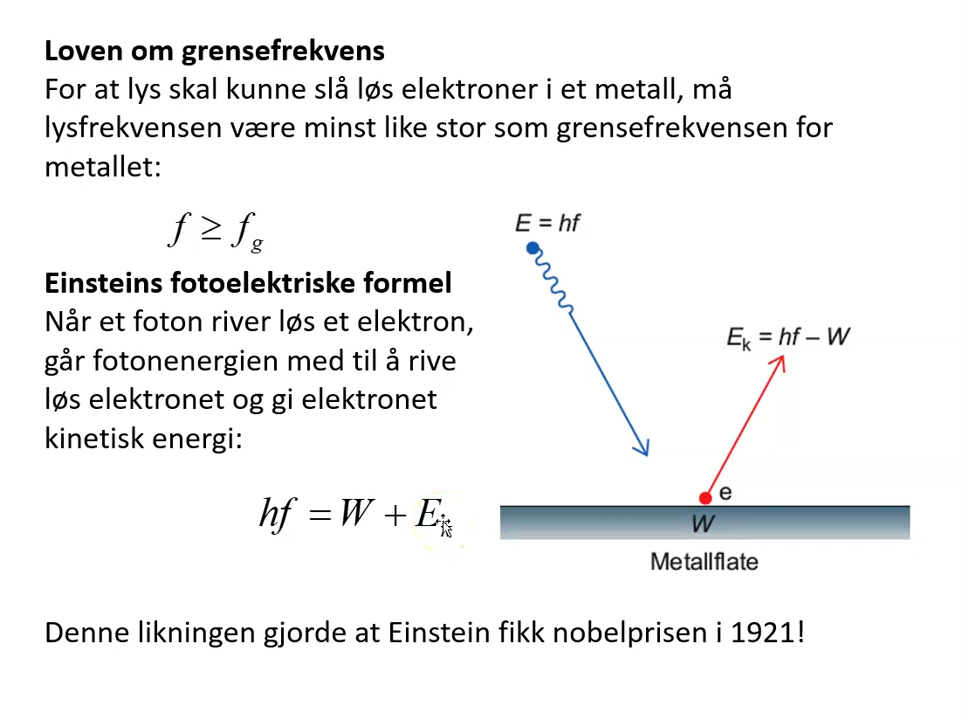 Loven om grensefrekvens
For at lys skal kunne slå løs elektroner i et metall, må
lysfrekvensen være minst like stor som grensefrekvensen for
metallet:
f ≥ f_g
E = hf
Einsteins fotoelektriske formel
Når et foton river løs et elektron,
går fotonenergien med til å rive
løs elektronet og gi elektronet
kinetisk energi:
E_k = hf – W
hf = W + E_k
e
W
Metallflate
Denne likningen gjorde at Einstein fikk nobelprisen i 1921!